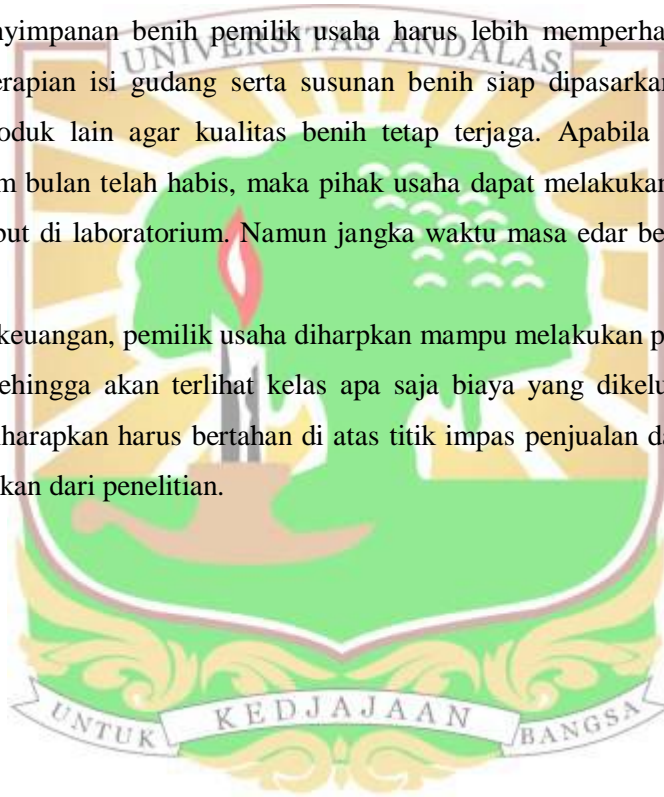 nyimpanan benih pemilik usaha harus lebih memperha
UNIVERSITAS ANDALAS
erapian isi gudang serta susunan benih siap dipasarkan
oduk lain agar kualitas benih tetap terjaga. Apabila
m bulan telah habis, maka pihak usaha dapat melakukan
but di laboratorium. Namun jangka waktu masa edar be
keuangan, pemilik usaha diharpkan mampu melakukan p
ehingga akan terlihat kelas apa saja biaya yang dikelu
harapkan harus bertahan di atas titik impas penjualan da
kan dari penelitian.
UNTUK KEDJAJAAN BANGSA